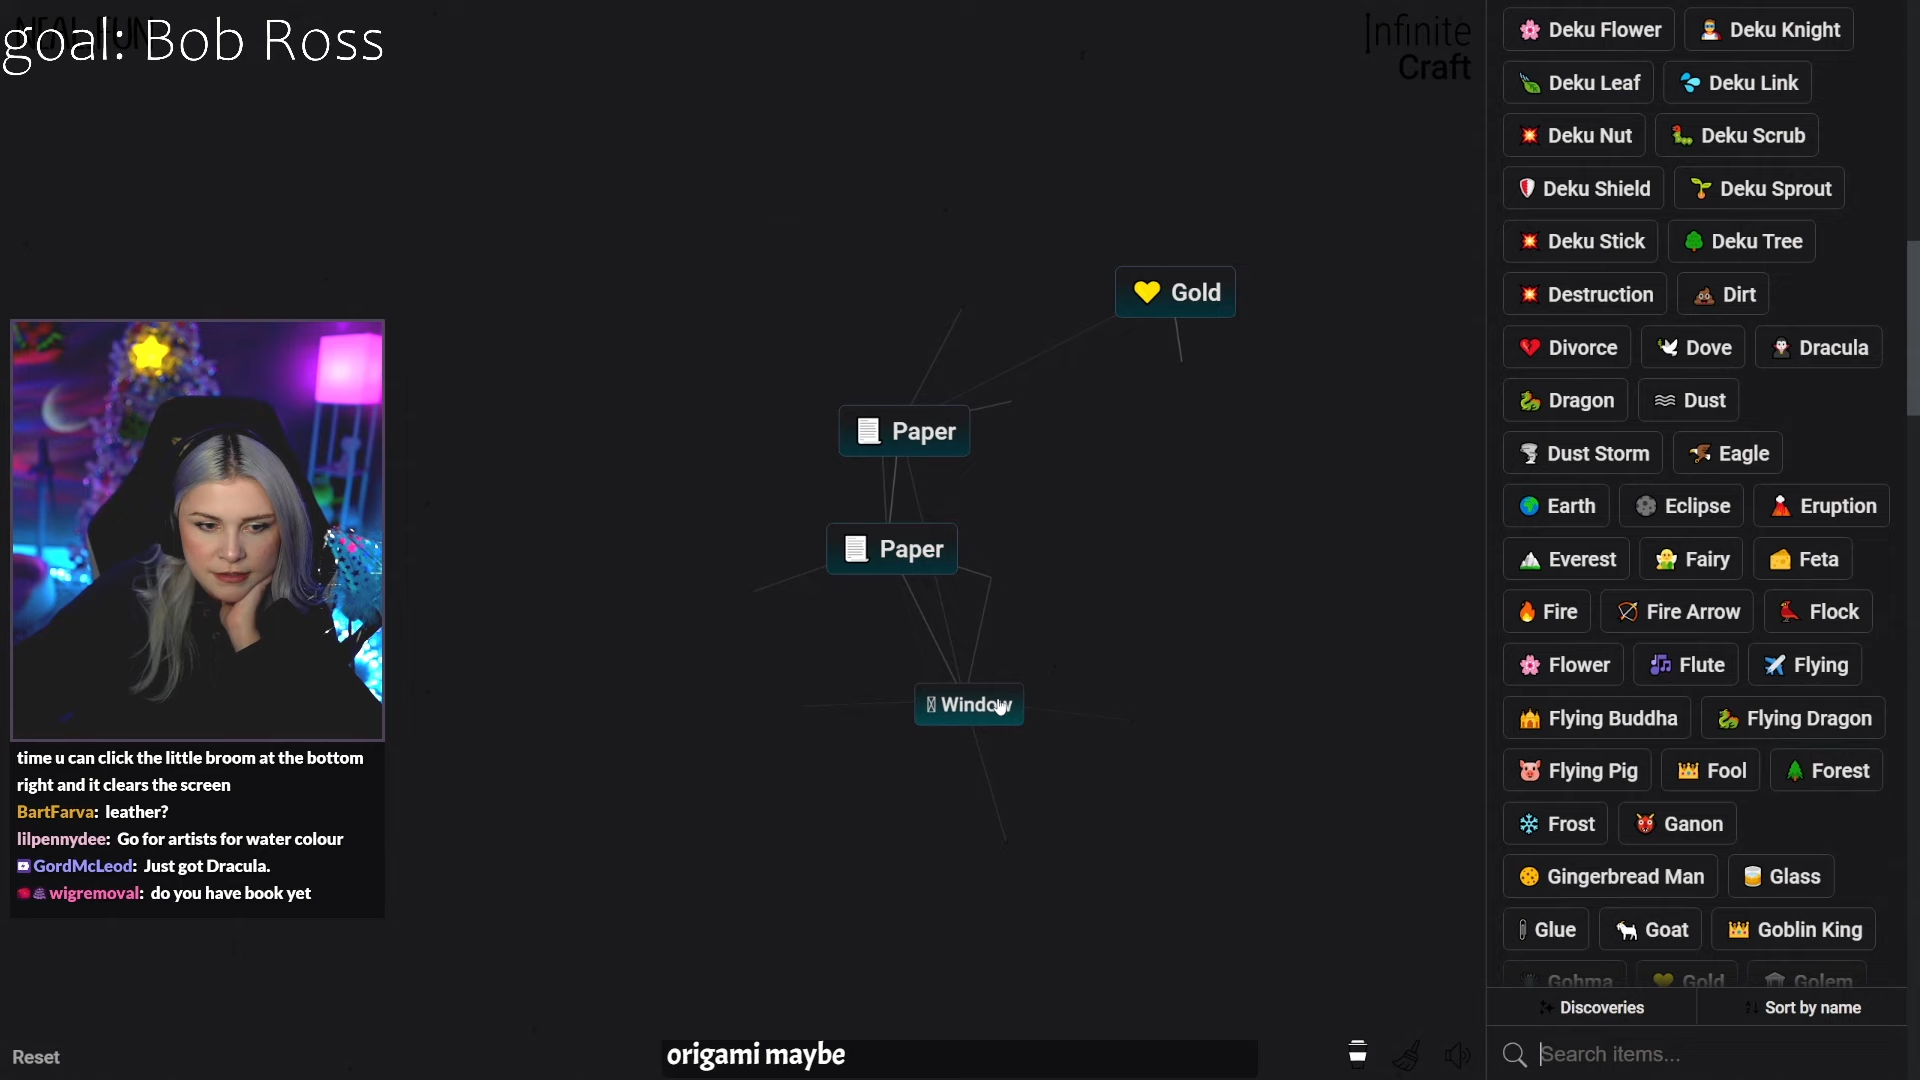 NEAL.FUN
goal: Bob Ross
Infinite
Craft
Gold
Paper
Paper
Window
time u can click the little broom at the bottom
right and it clears the screen
BartFarva: leather?
lilpennydee: Go for artists for water colour
GordMcLeod: Just got Dracula.
wigremoval: do you have book yet
Reset
origami maybe
Deku Flower Deku Knight
Deku Leaf Deku Link
Deku Nut Deku Scrub
Deku Shield Deku Sprout
Deku Stick Deku Tree
Destruction Dirt
Divorce Dove Dracula
Dragon Dust
Dust Storm Eagle
Earth Eclipse Eruption
Everest Fairy Feta
Fire Fire Arrow Flock
Flower Flute Flying
Flying Buddha Flying Dragon
Flying Pig Fool Forest
Frost Ganon
Gingerbread Man Glass
Glue Goat Goblin King
Gohma Gold Golem
Discoveries Sort by name
Search items...